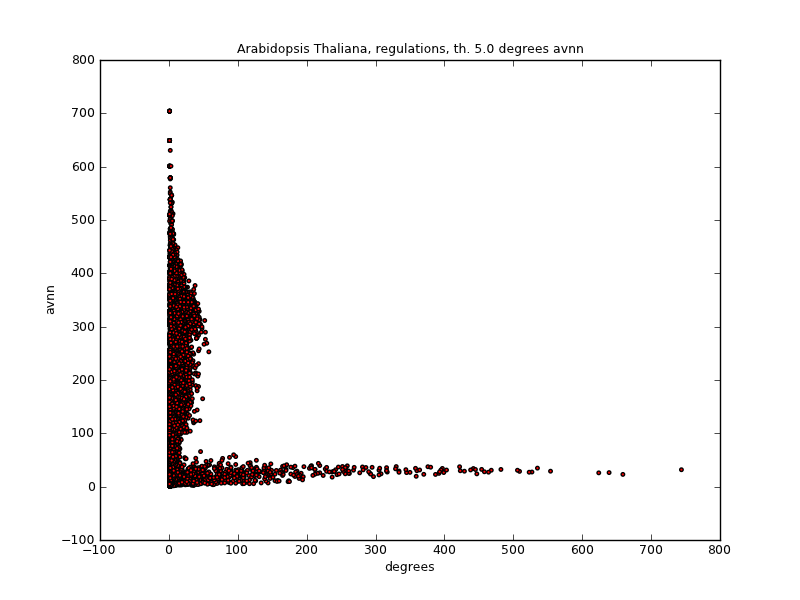 Arabidopsis Thaliana, regulations, th. 5.0 degrees avnn
800
700
600
500
400
300
200
100
0
−100
avnn
−100 0 100 200 300 400 500 600 700 800
degrees